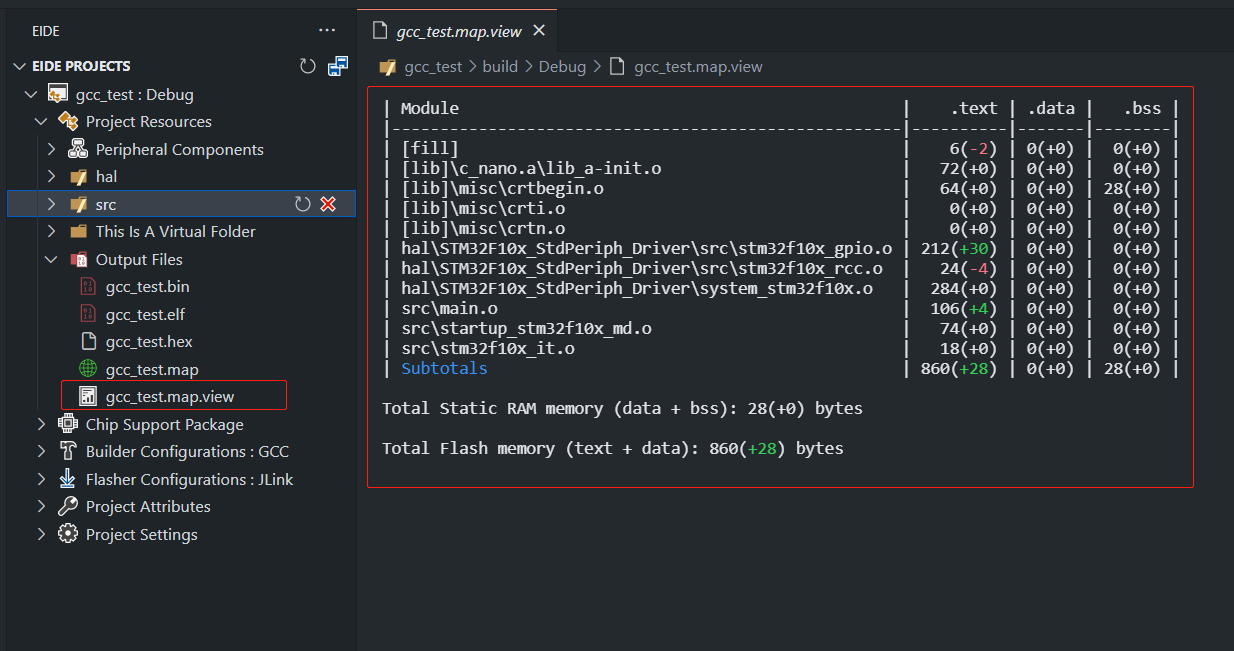 EIDE
EIDE PROJECTS
gcc_test : Debug
Project Resources
Peripheral Components
hal
src
This Is A Virtual Folder
Output Files
gcc_test.bin
gcc_test.elf
gcc_test.hex
gcc_test.map
gcc_test.map.view
Chip Support Package
Builder Configurations : GCC
Flasher Configurations : JLink
Project Attributes
Project Settings
gcc_test.map.view
gcc_test > build > Debug > gcc_test.map.view
| Module | .text | .data | .bss |
|-----------------------------------------------------|----------|-------|--------|
| [fill] | 6(-2) | 0(+0) | 0(+0) |
| [lib]\c_nano.a\lib_a-init.o | 72(+0) | 0(+0) | 0(+0) |
| [lib]\misc\crtbegin.o | 64(+0) | 0(+0) | 28(+0) |
| [lib]\misc\crti.o | 0(+0) | 0(+0) | 0(+0) |
| [lib]\misc\crtn.o | 0(+0) | 0(+0) | 0(+0) |
| hal\STM32F10x_StdPeriph_Driver\src\stm32f10x_gpio.o | 212(+30) | 0(+0) | 0(+0) |
| hal\STM32F10x_StdPeriph_Driver\src\stm32f10x_rcc.o | 24(-4) | 0(+0) | 0(+0) |
| hal\STM32F10x_StdPeriph_Driver\system_stm32f10x.o | 284(+0) | 0(+0) | 0(+0) |
| src\main.o | 106(+4) | 0(+0) | 0(+0) |
| src\startup_stm32f10x_md.o | 74(+0) | 0(+0) | 0(+0) |
| src\stm32f10x_it.o | 18(+0) | 0(+0) | 0(+0) |
| Subtotals | 860(+28) | 0(+0) | 28(+0) |
Total Static RAM memory (data + bss): 28(+0) bytes
Total Flash memory (text + data): 860(+28) bytes